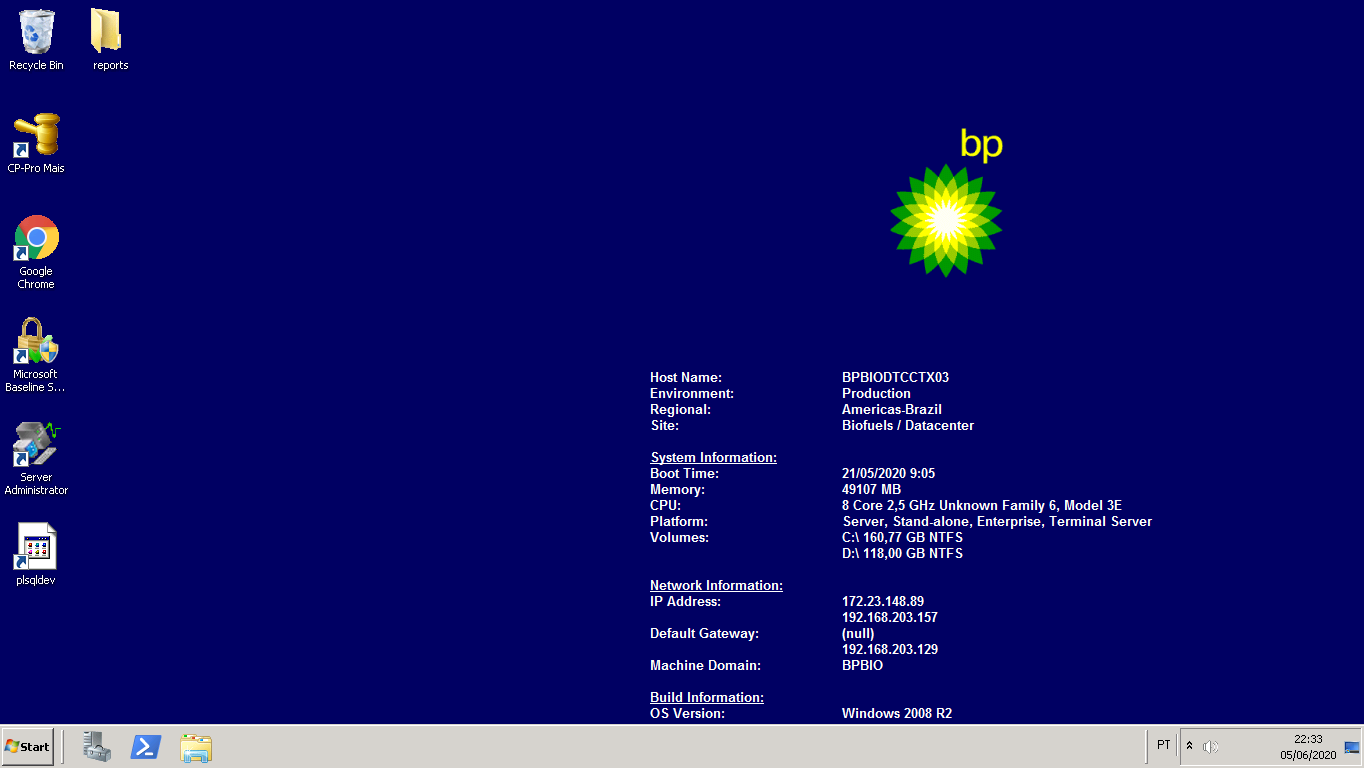 Recycle Bin
reports
CP-Pro Mais
Google
Chrome
Microsoft
Baseline S...
Server
Administrator
plsqldev
bp
Host Name: BPBIODTCCTX03
Environment: Production
Regional: Americas-Brazil
Site: Biofuels / Datacenter
System Information:
Boot Time: 21/05/2020 9:05
Memory: 49107 MB
CPU: 8 Core 2,5 GHz Unknown Family 6, Model 3E
Platform: Server, Stand-alone, Enterprise, Terminal Server
Volumes: C:\ 160,77 GB NTFS
D:\ 118,00 GB NTFS
Network Information:
IP Address: 172.23.148.89
192.168.203.157
Default Gateway: (null)
192.168.203.129
Machine Domain: BPBIO
Build Information:
OS Version: Windows 2008 R2
Start
PT
22:33
05/06/2020